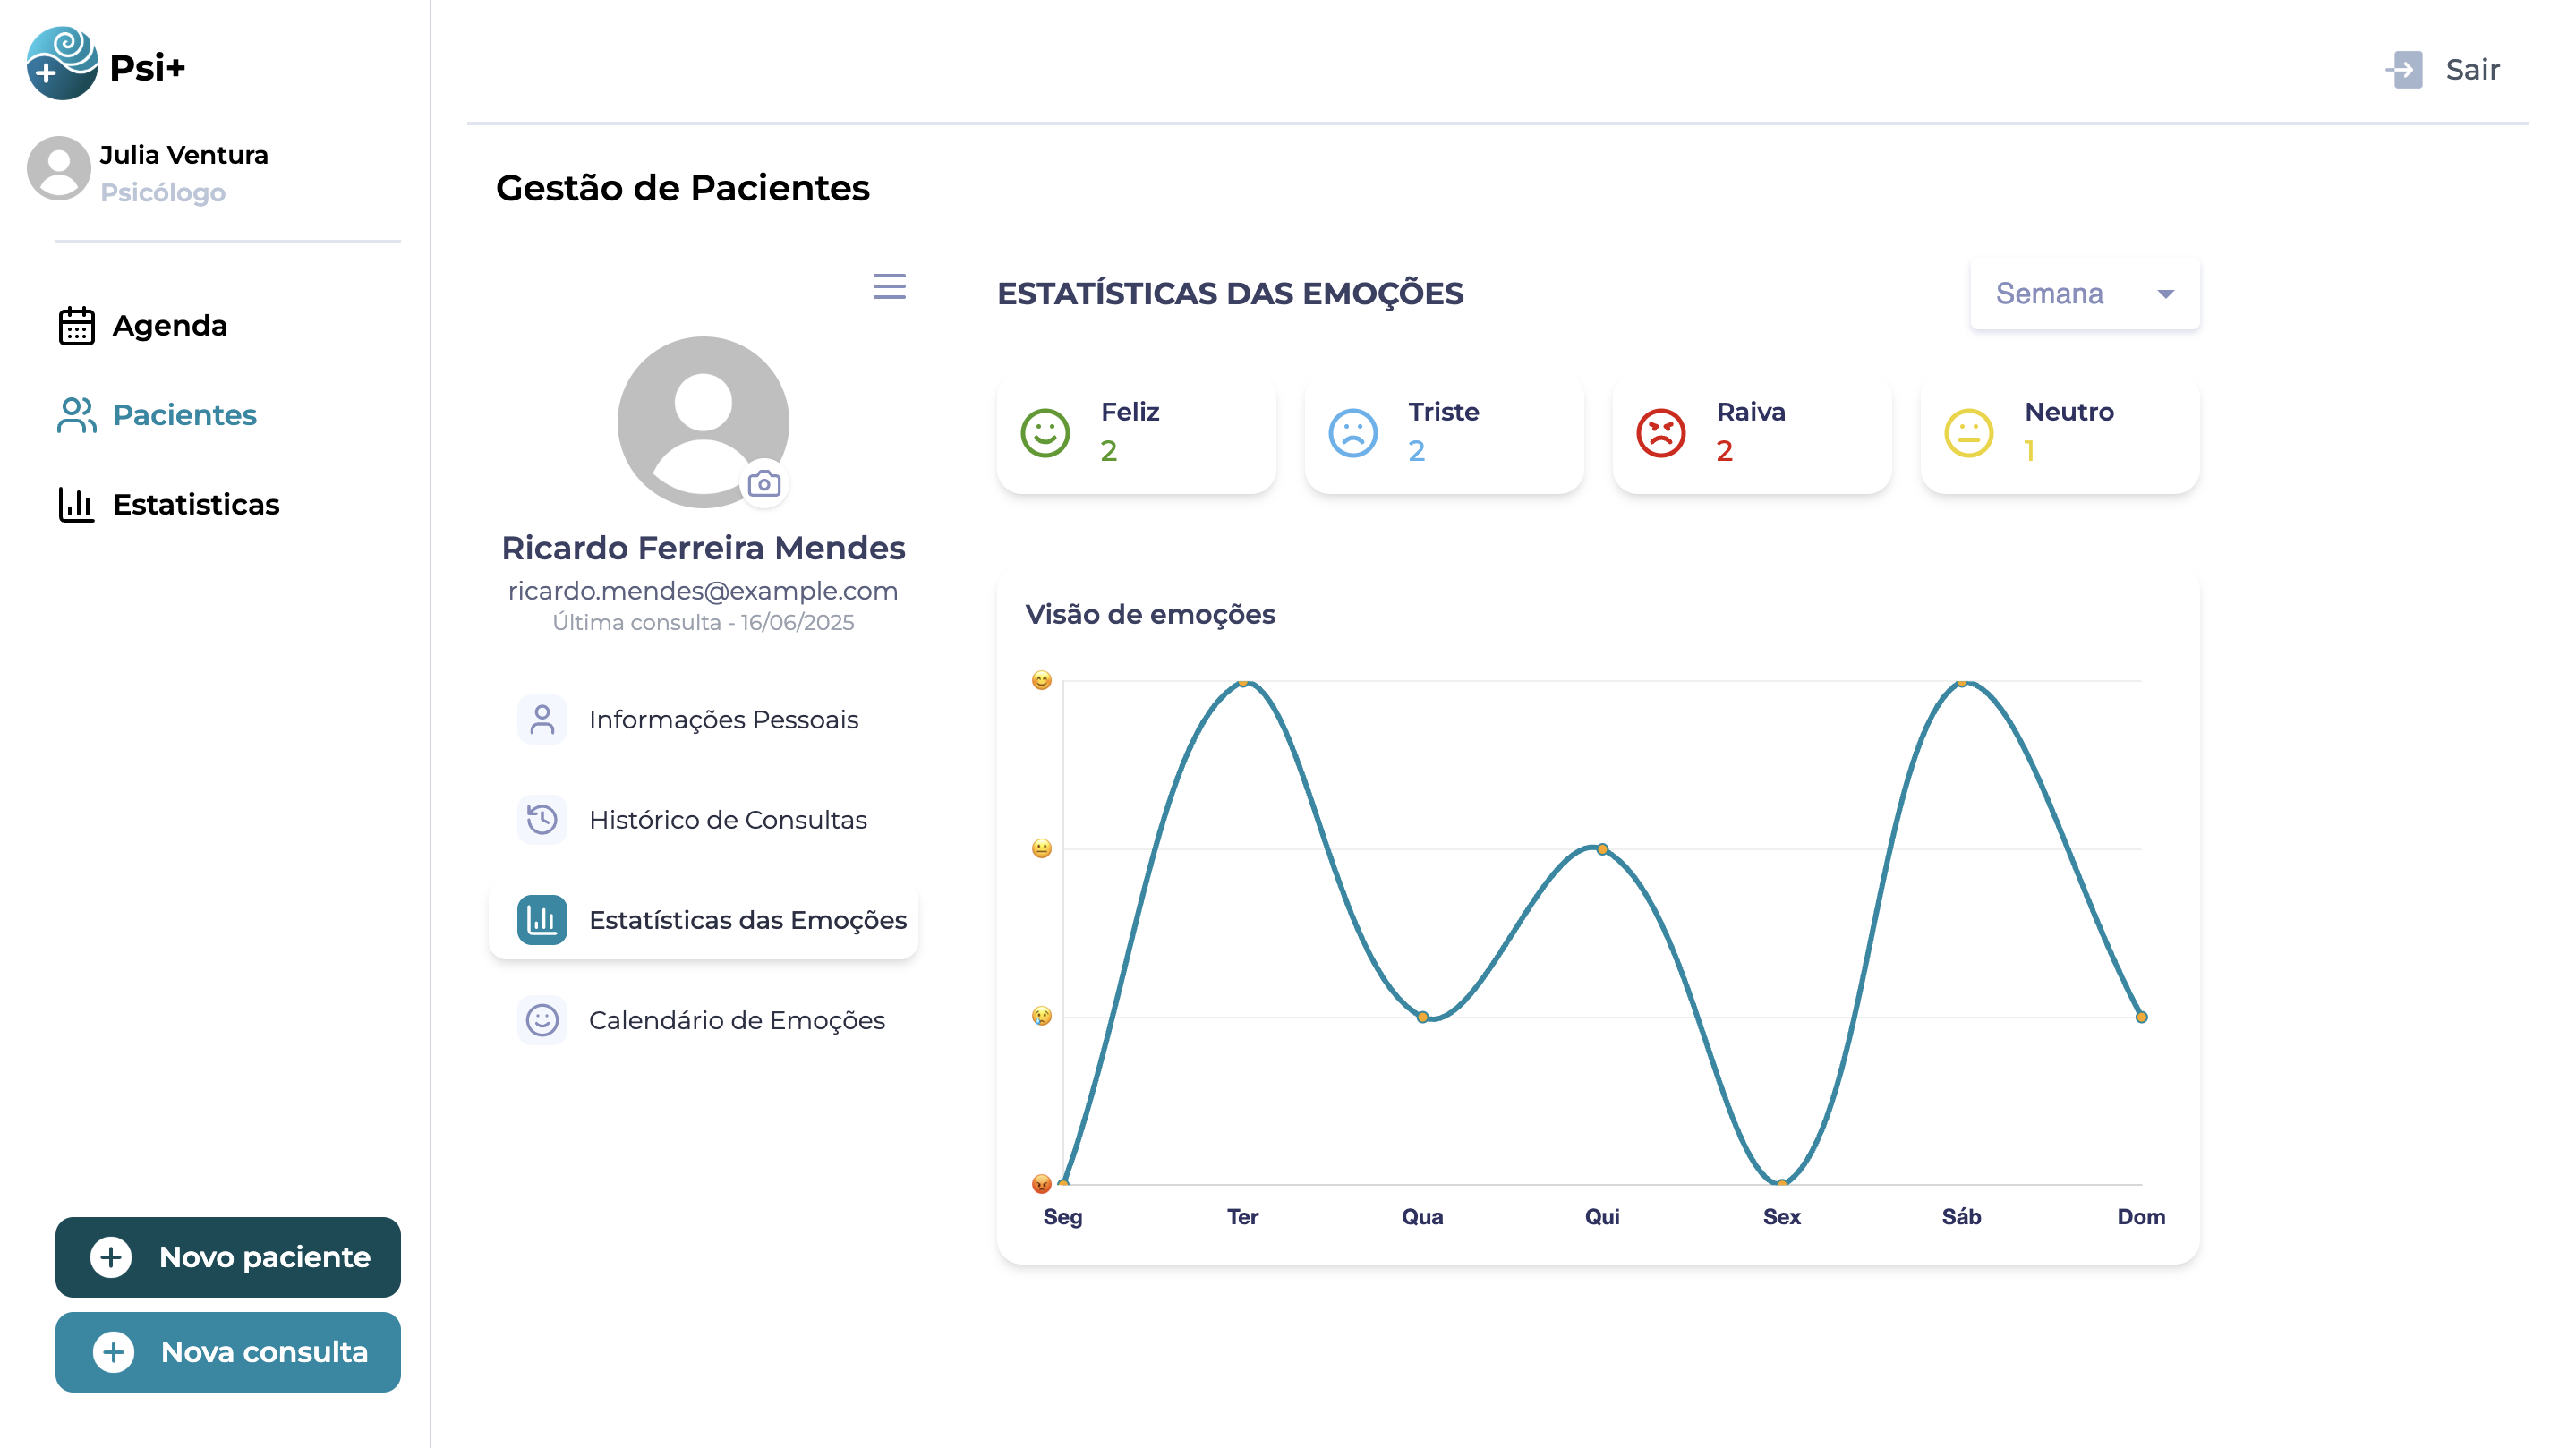 Psi+
Julia Ventura
Psicólogo
Agenda
Pacientes
Estatisticas
Novo paciente
Nova consulta
Sair
Gestão de Pacientes
Ricardo Ferreira Mendes
ricardo.mendes@example.com
Última consulta - 16/06/2025
Informações Pessoais
Histórico de Consultas
Estatísticas das Emoções
Calendário de Emoções
ESTATÍSTICAS DAS EMOÇÕES
Semana
Feliz
2
Triste
2
Raiva
2
Neutro
1
Visão de emoções
Seg Ter Qua Qui Sex Sáb Dom